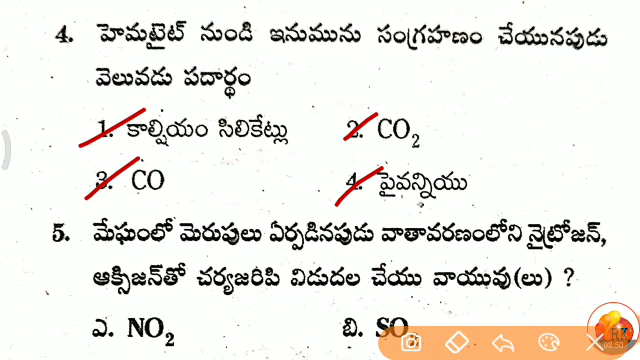 4. హెమటైట్ నుండి ఇనుమును సంగ్రహణం చేయునపుడు
వెలువడు పదార్థం
1. కాల్షియం సిలికేట్లు 2. CO₂
3. CO 4. పైవన్నియు
5. మేఘంలో మెరుపులు ఏర్పడినపుడు వాతావరణంలోని నైట్రోజన్,
ఆక్సిజన్‌తో చర్యజరిపి విడుదల చేయు వాయువు(లు) ?
ఎ. NO₂ బి. SO